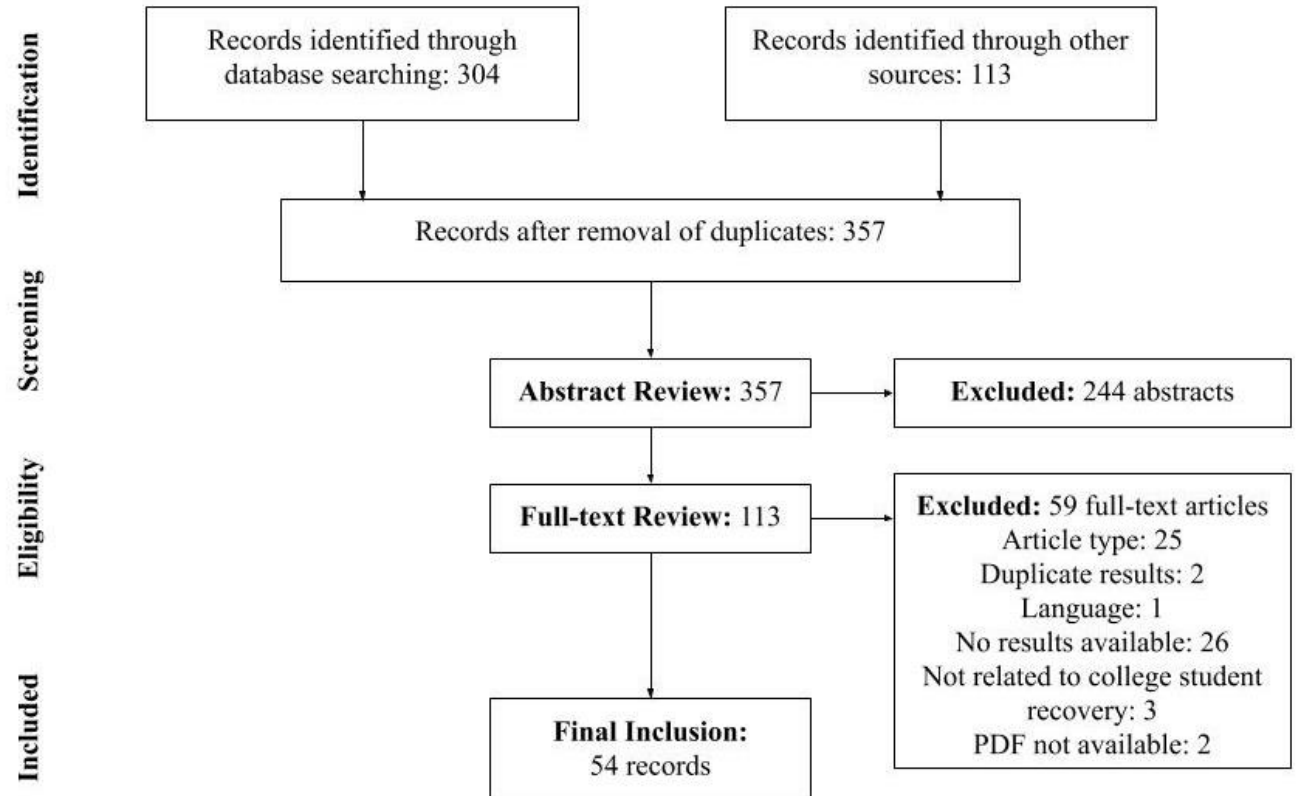 Identification
Records identified through
database searching: 304
Records identified through other
sources: 113
Records after removal of duplicates: 357
Screening
Abstract Review: 357
Excluded: 244 abstracts
Eligibility
Full-text Review: 113
Excluded: 59 full-text articles
Article type: 25
Duplicate results: 2
Language: 1
No results available: 26
Not related to college student
recovery: 3
PDF not available: 2
Included
Final Inclusion:
54 records